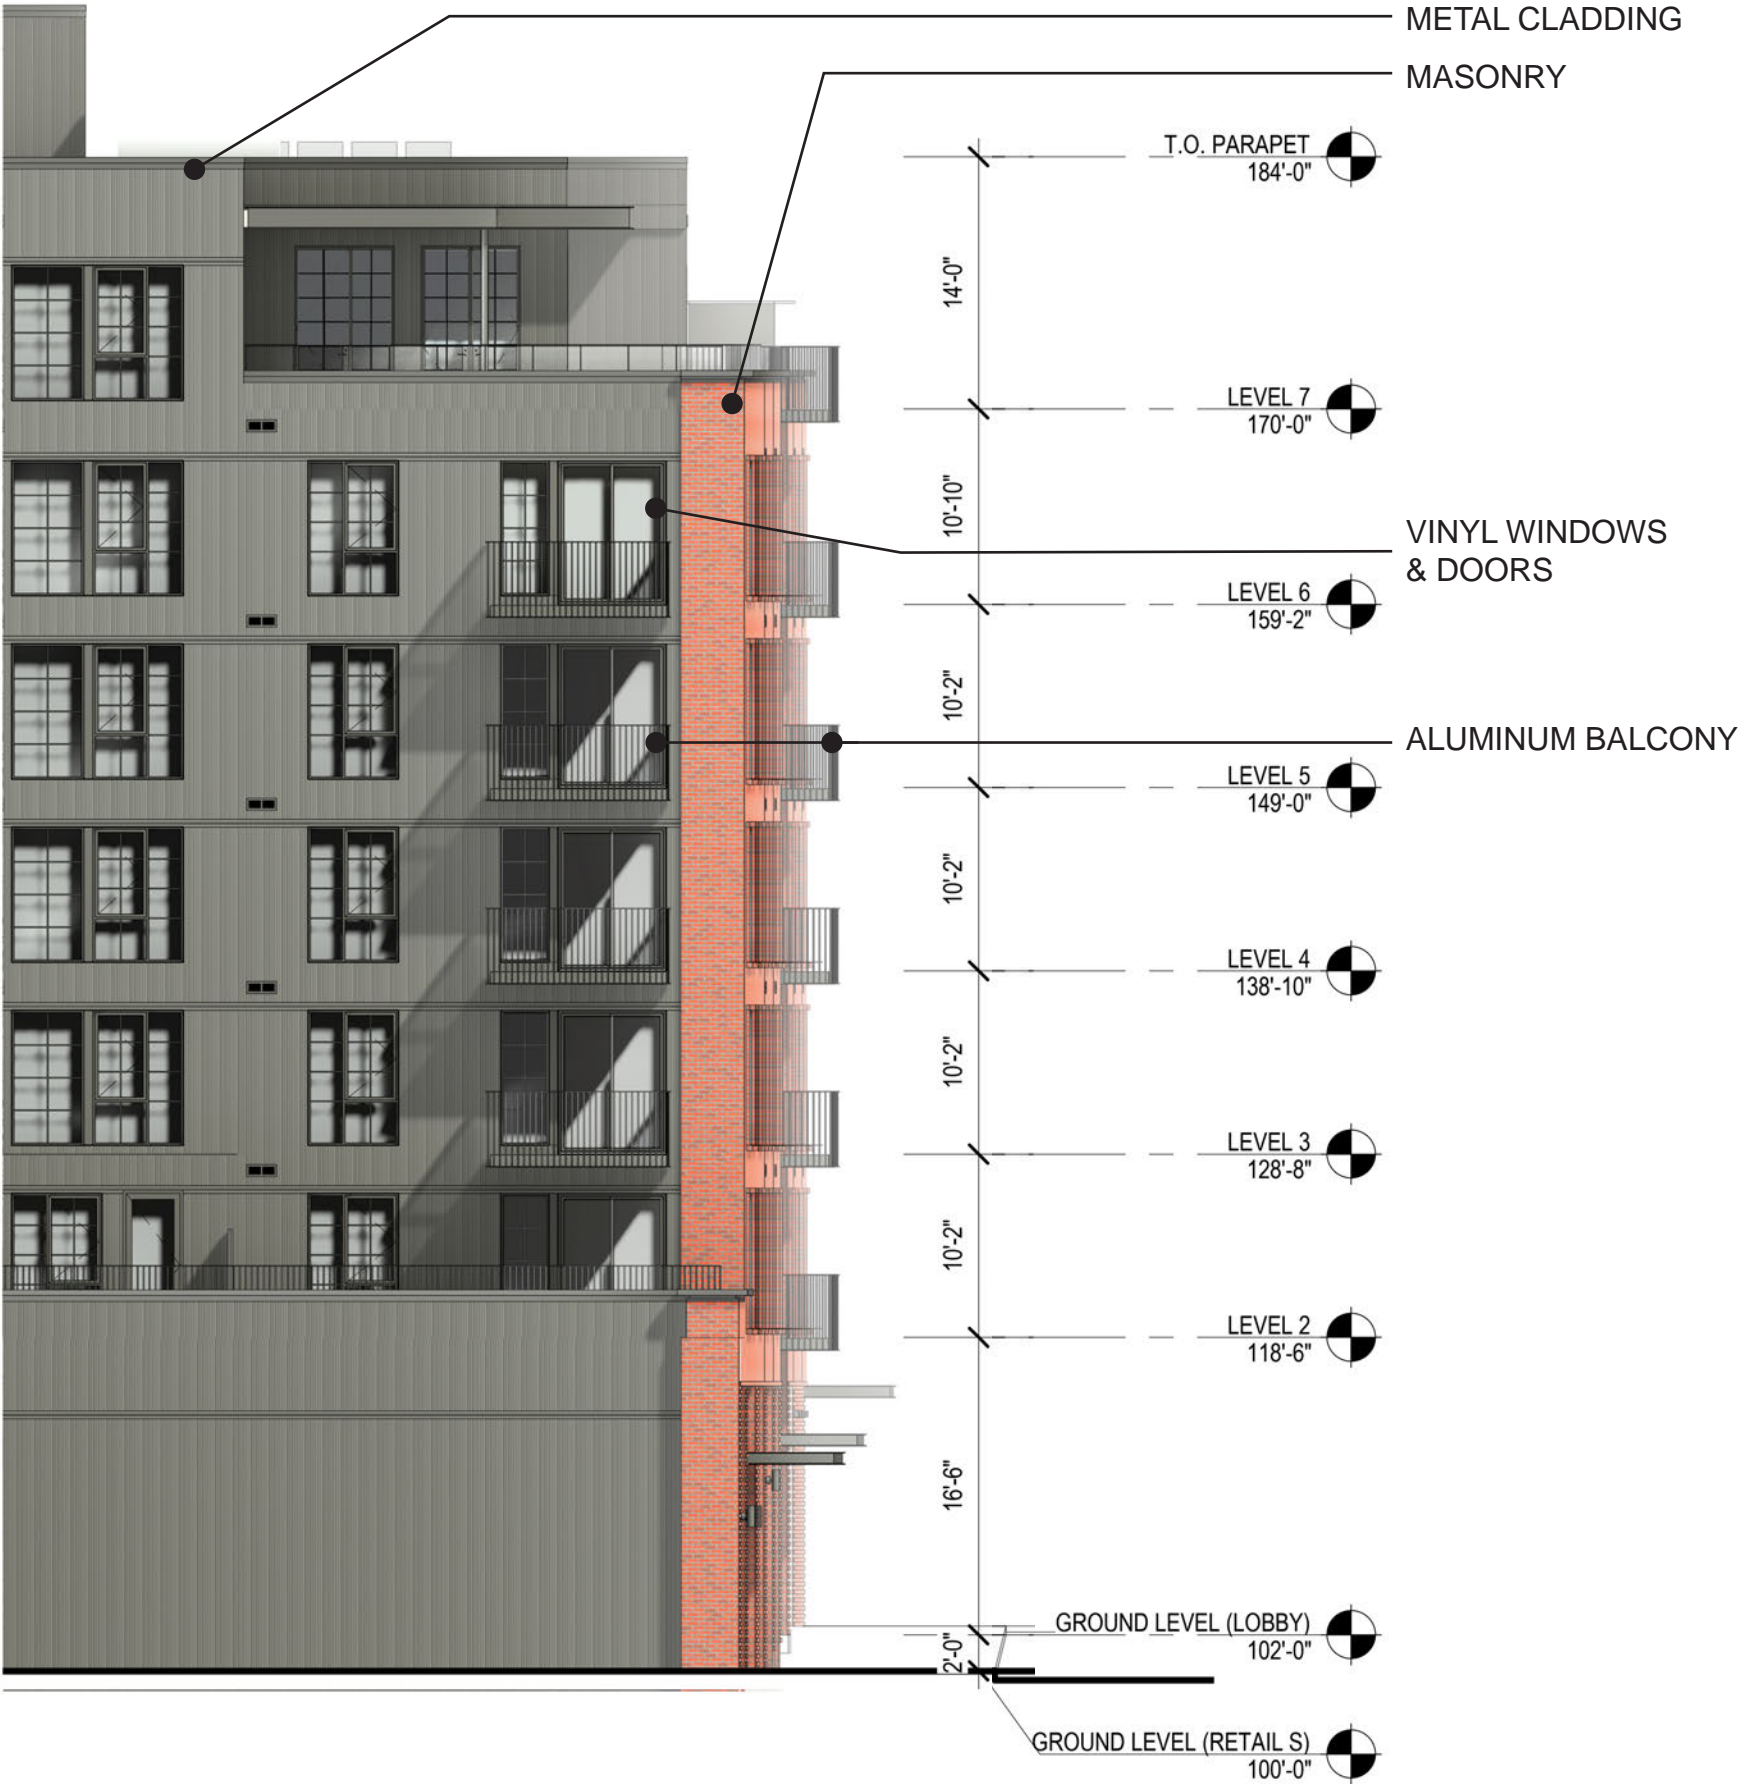 METAL CLADDING
MASONRY
T.O. PARAPET
184'-0"
14'-0"
LEVEL 7
170'-0"
10'-10"
VINYL WINDOWS
& DOORS
LEVEL 6
159'-2"
10'-2"
ALUMINUM BALCONY
LEVEL 5
149'-0"
10'-2"
LEVEL 4
138'-10"
10'-2"
LEVEL 3
128'-8"
10'-2"
LEVEL 2
118'-6"
16'-6"
GROUND LEVEL (LOBBY)
102'-0"
2'-0"
GROUND LEVEL (RETAIL S)
100'-0"